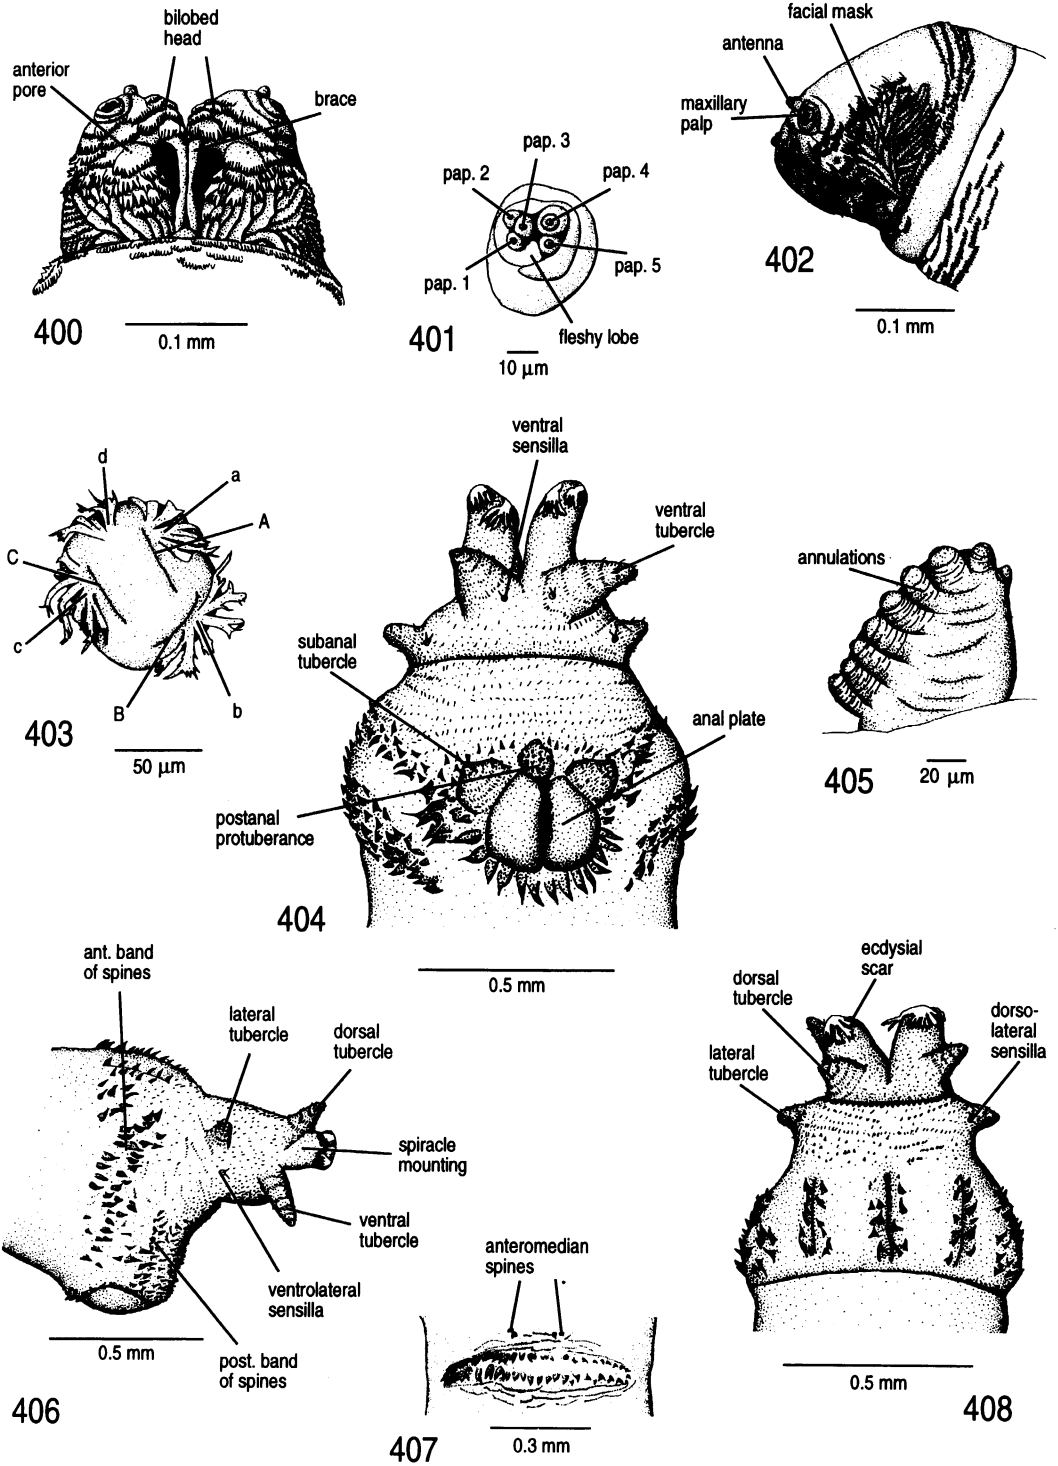 bilobed
head
anterior
pore
brace
400
0.1 mm
pap. 3
pap. 2
pap. 4
pap. 1
pap. 5
fleshy lobe
401
10 µm
facial mask
antenna
maxillary
palp
402
0.1 mm
d
a
A
C
c
B
b
403
50 µm
ventral
sensilla
ventral
tubercle
subanal
tubercle
anal plate
postanal
protuberance
404
0.5 mm
annulations
405
20 µm
ant. band
of spines
lateral
tubercle
dorsal
tubercle
spiracle
mounting
ventral
tubercle
ventrolateral
sensilla
post. band
of spines
0.5 mm
406
anteromedian
spines
407
0.3 mm
ecdysial
scar
dorsal
tubercle
dorso-
lateral
sensilla
lateral
tubercle
0.5 mm
408